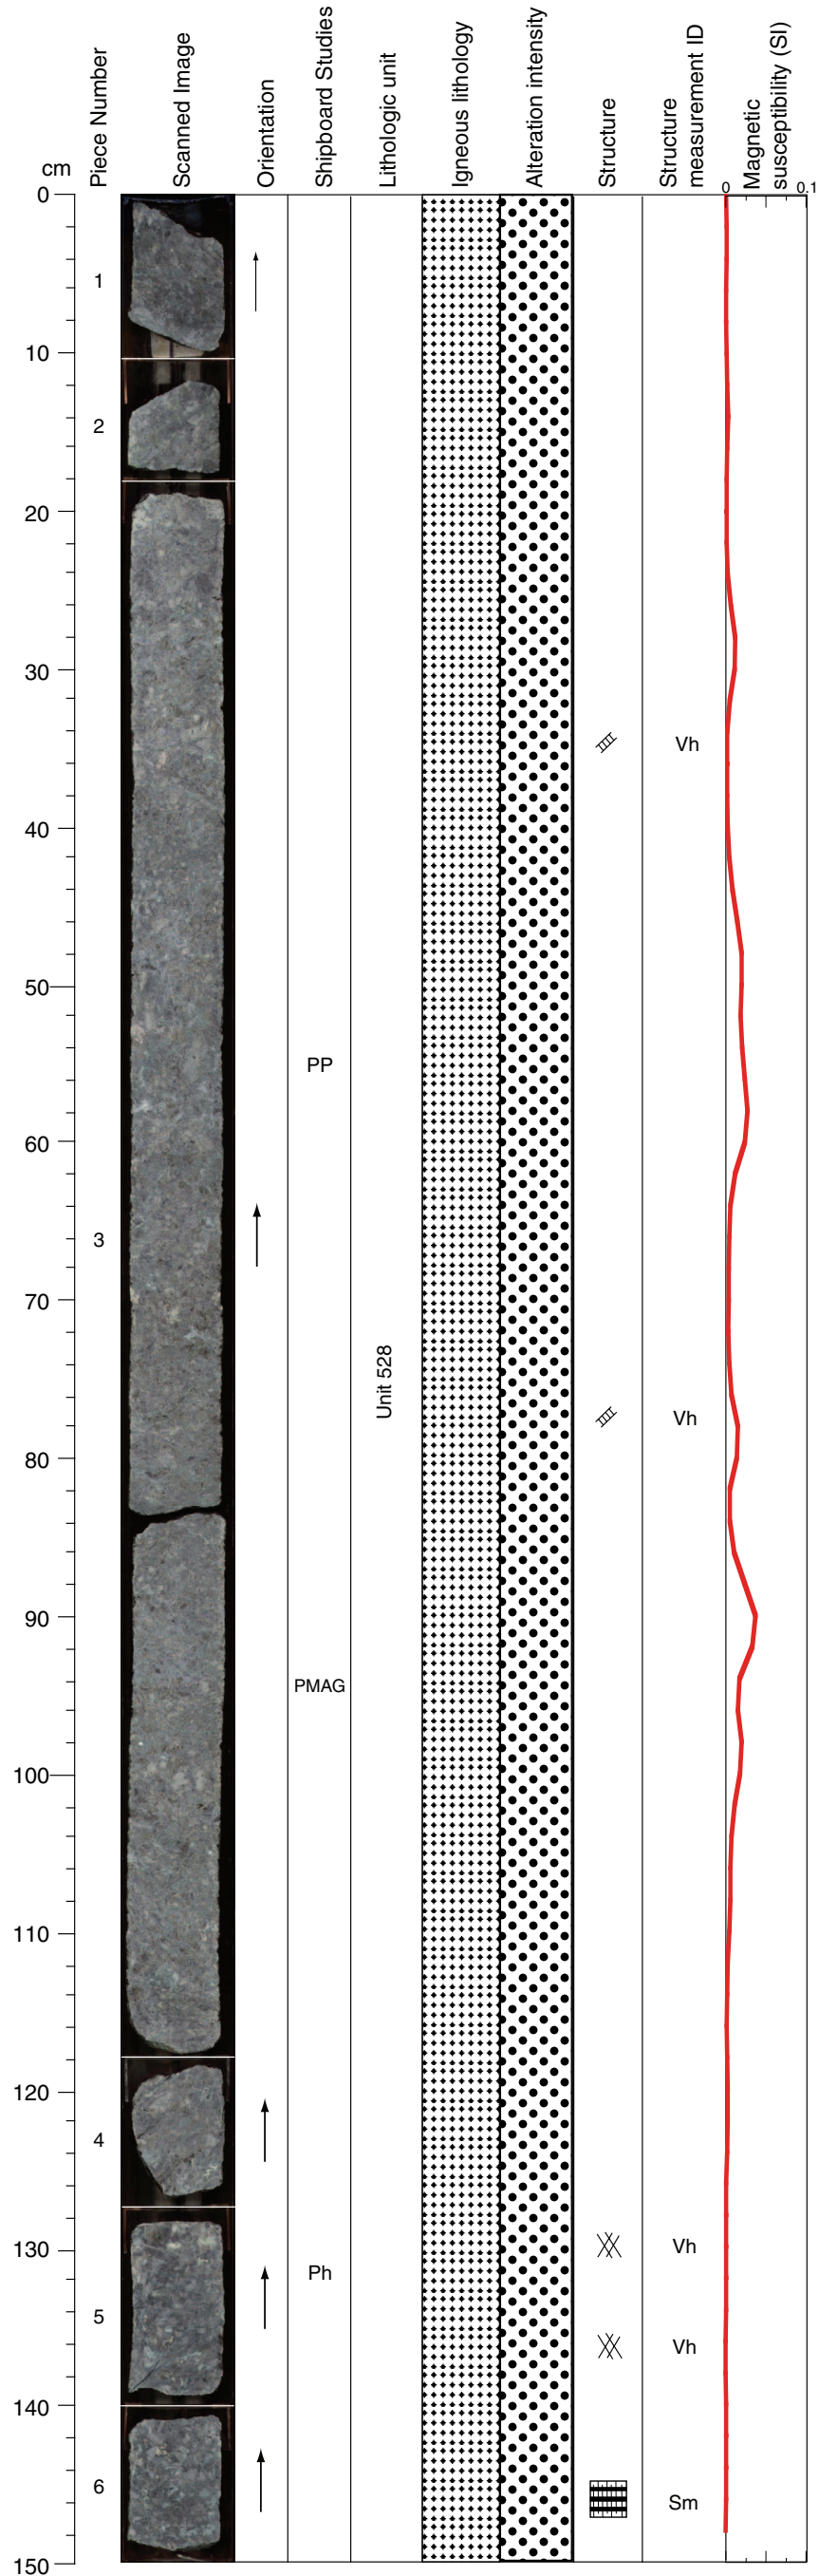 cm
Piece Number
Scanned Image
Orientation
Shipboard Studies
Lithologic unit
Igneous lithology
Alteration intensity
Structure
Structure
measurement ID
Magnetic
susceptibility (SI)
0
0.1
0
1
10
2
20
30
Vh
40
50
PP
60
3
70
Unit 528
Vh
80
90
PMAG
100
110
120
4
130
Vh
Ph
5
Vh
140
6
Sm
150